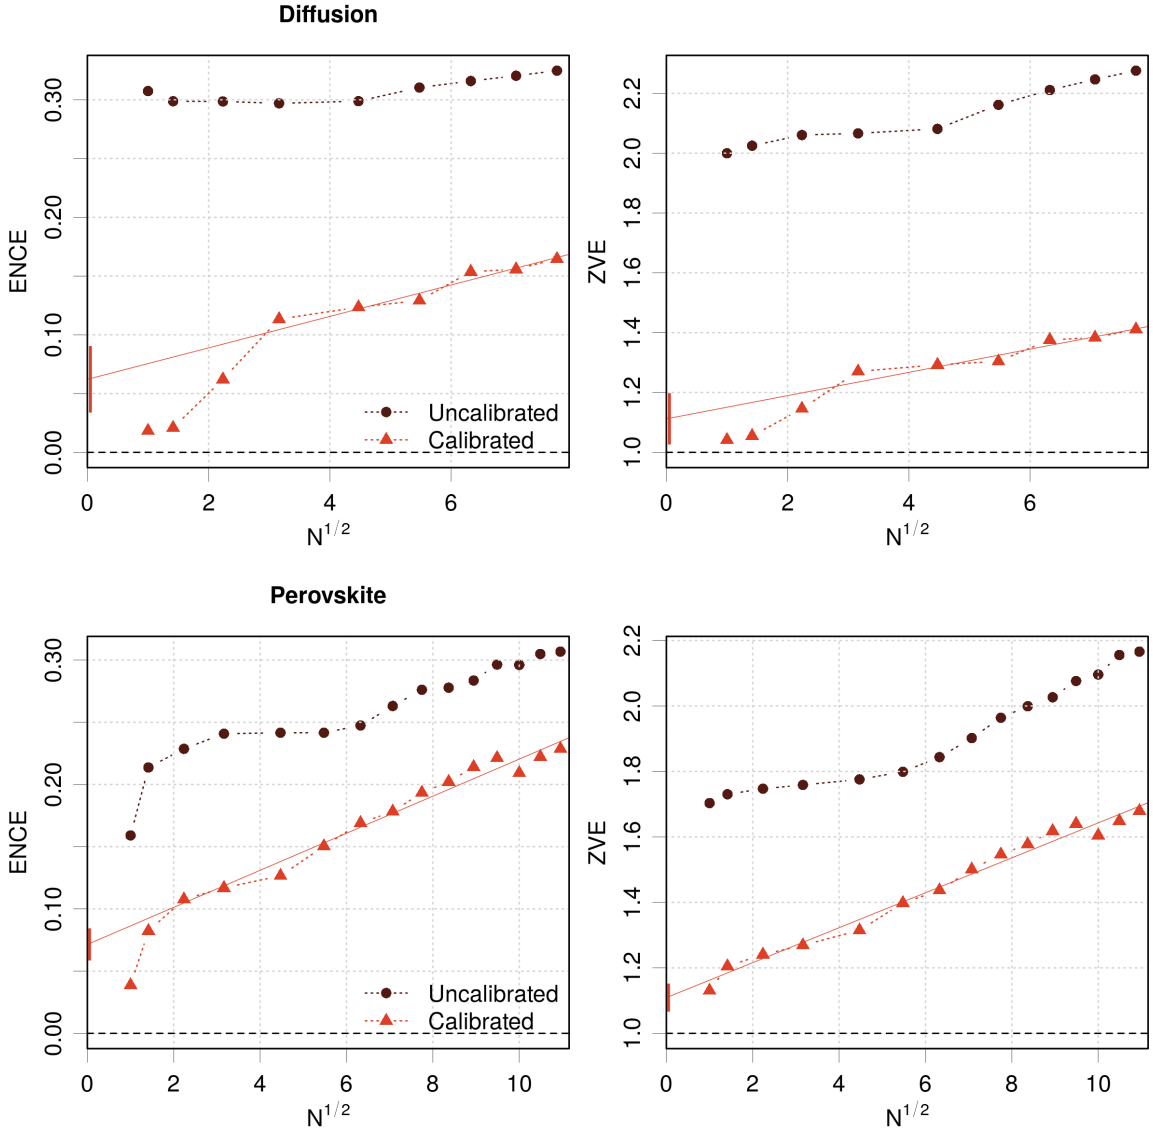 Diffusion
ENCE
0.00 0.10 0.20 0.30
0 2 4 6
N^1/2
Uncalibrated
Calibrated
ZVE
1.0 1.2 1.4 1.6 1.8 2.0 2.2
0 2 4 6
N^1/2
Perovskite
ENCE
0.00 0.10 0.20 0.30
0 2 4 6 8 10
N^1/2
Uncalibrated
Calibrated
ZVE
1.0 1.2 1.4 1.6 1.8 2.0 2.2
0 2 4 6 8 10
N^1/2